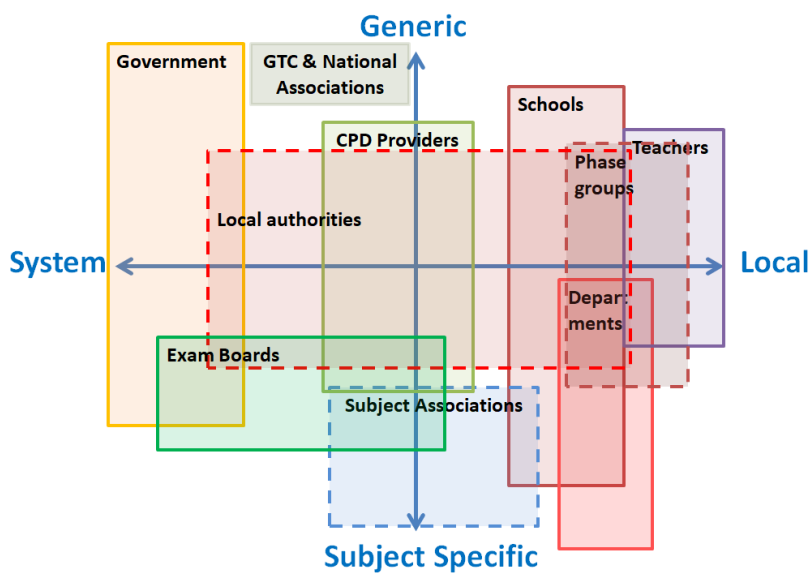 Generic
Government
GTC & National
Associations
Schools
CPD Providers
Teachers
Phase
groups
Local authorities
System
Local
Depart
ments
Exam Boards
Subject Associations
Subject Specific